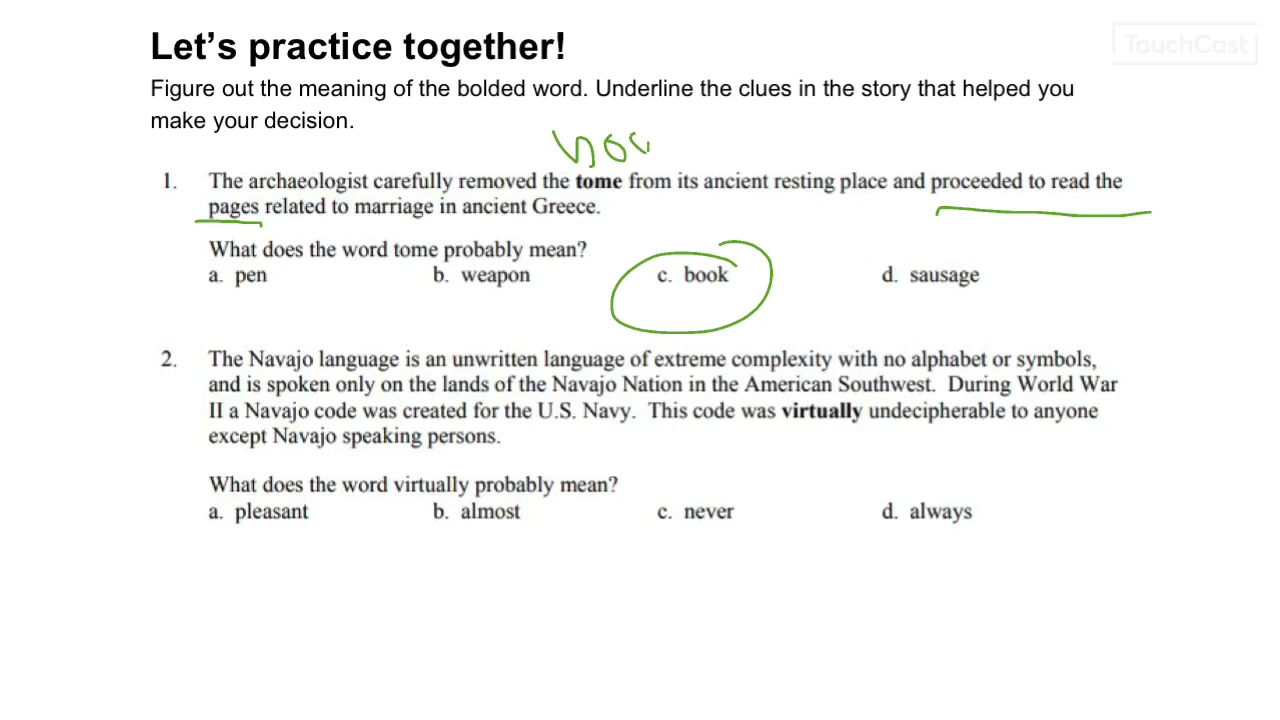 TouchCast
Let's practice together!
Figure out the meaning of the bolded word. Underline the clues in the story that helped you
make your decision.
1. The archaeologist carefully removed the tome from its ancient resting place and proceeded to read the
pages related to marriage in ancient Greece.
What does the word tome probably mean?
a. pen b. weapon c. book d. sausage
2. The Navajo language is an unwritten language of extreme complexity with no alphabet or symbols,
and is spoken only on the lands of the Navajo Nation in the American Southwest. During World War
II a Navajo code was created for the U.S. Navy. This code was virtually undecipherable to anyone
except Navajo speaking persons.
What does the word virtually probably mean?
a. pleasant b. almost c. never d. always